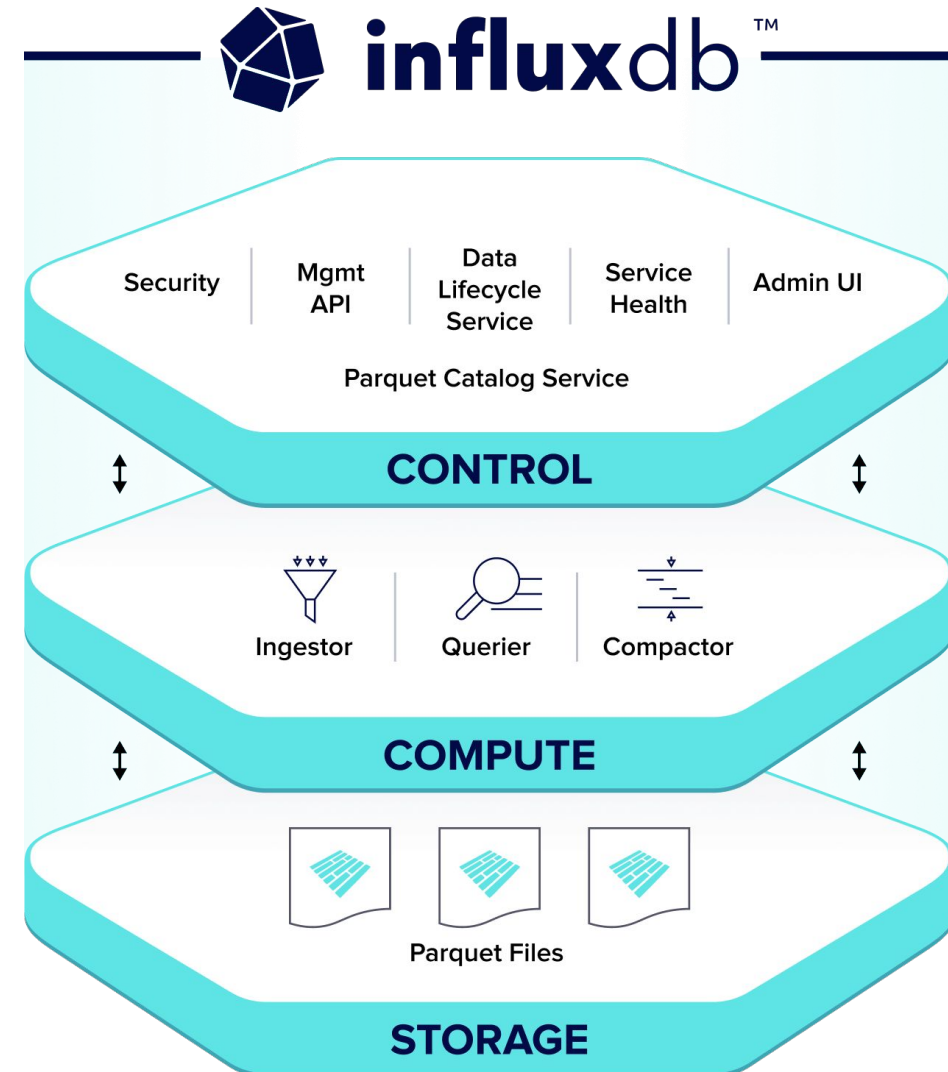 influxdb™
Security
Mgmt
API
Data
Lifecycle
Service
Service
Health
Admin UI
Parquet Catalog Service
CONTROL
Ingestor
Querier
Compactor
COMPUTE
Parquet Files
STORAGE